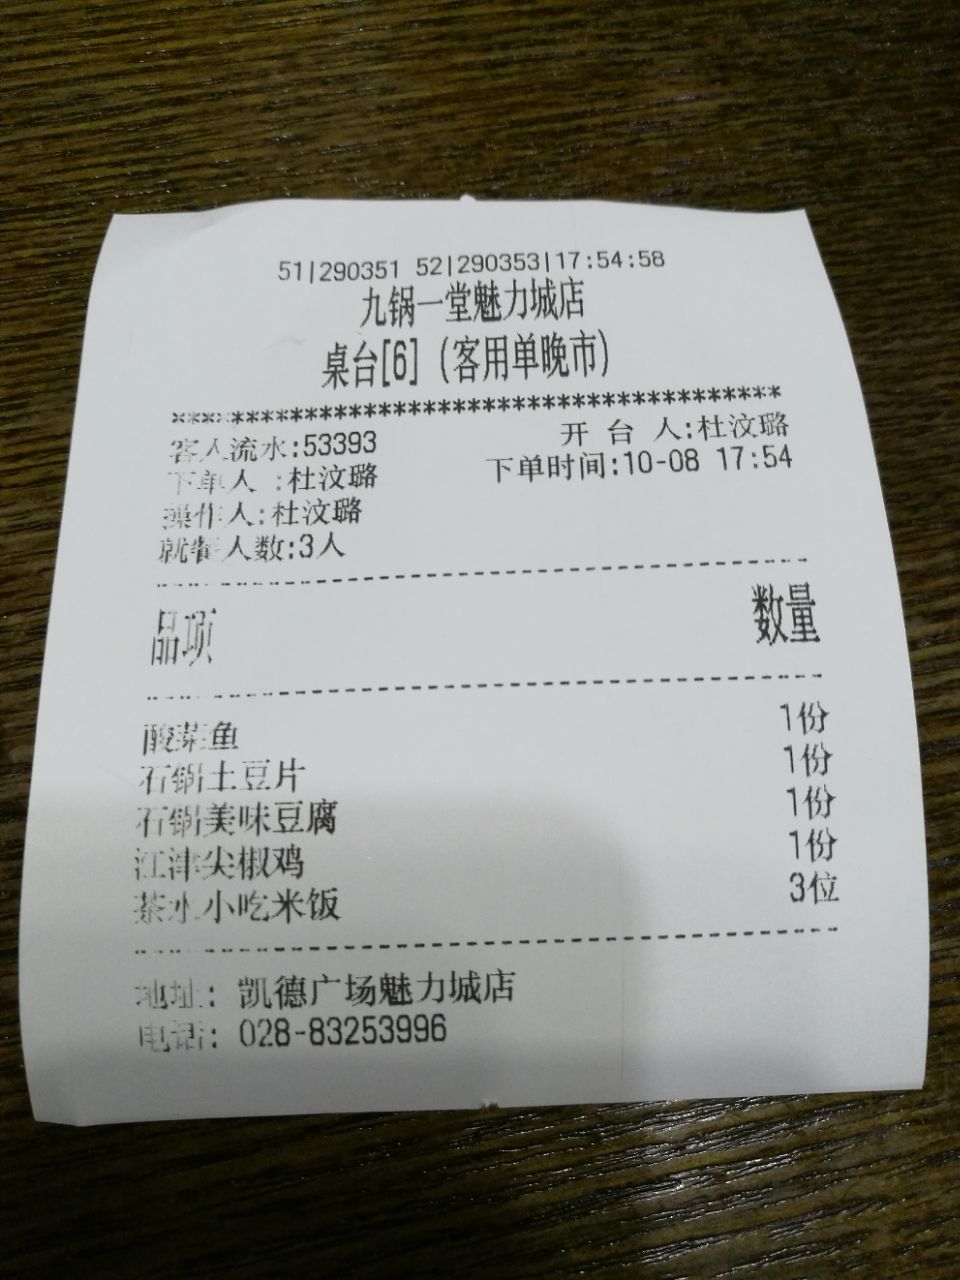 51|290351 52|290353|17:54:58
九锅一堂魅力城店
桌台[6] (客用单晚市)
******************************************
客人流水:53393 开 台 人:杜汶璐
下单人 :杜汶璐 下单时间:10-08 17:54
操作人:杜汶璐
就餐人数:3人
品项 数量
酸菜鱼 1份
石锅土豆片 1份
石锅美味豆腐 1份
江津尖椒鸡 1份
茶水小吃米饭 3位
地址: 凯德广场魅力城店
电话: 028-83253996